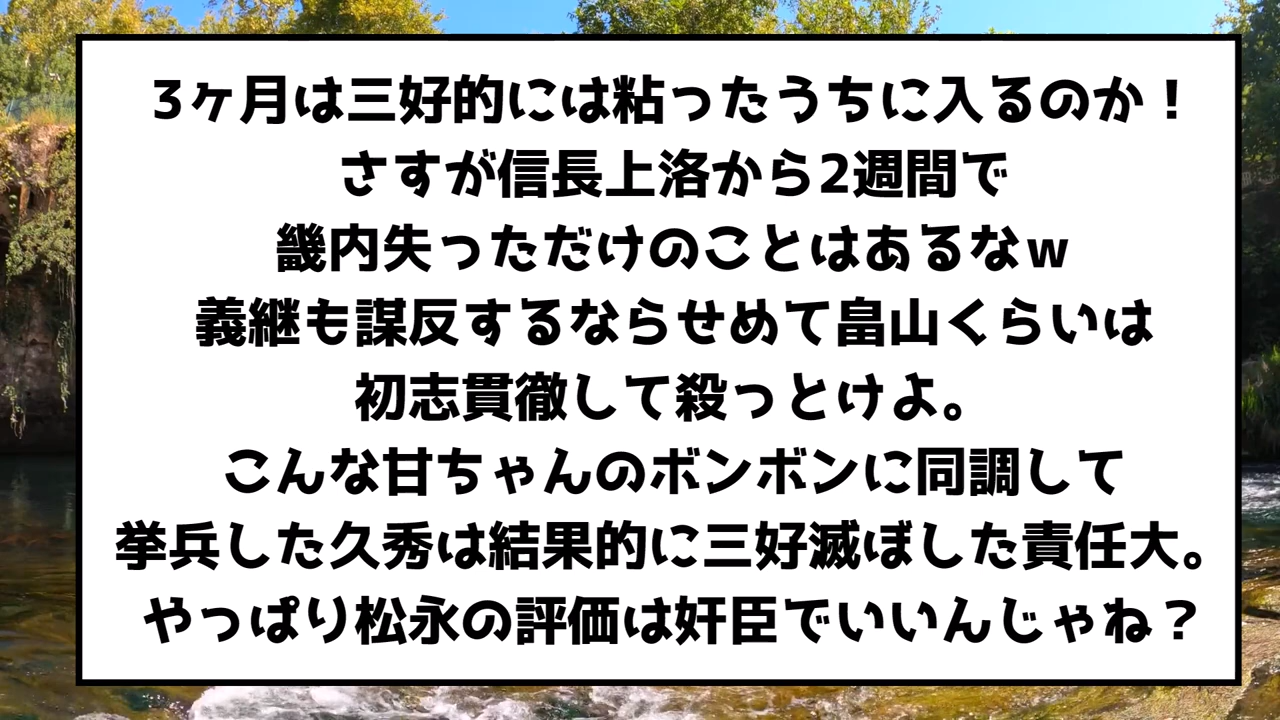 3ヶ月は三好的には粘ったうちに入るのか！
さすが信長上洛から2週間で
畿内失っただけのことはあるなw
義継も謀反するならせめて畠山くらいは
初志貫徹して殺っとけよ。
こんな甘ちゃんのボンボンに同調して
挙兵した久秀は結果的に三好滅ぼした責任大。
やっぱり松永の評価は奸臣でいいんじゃね？